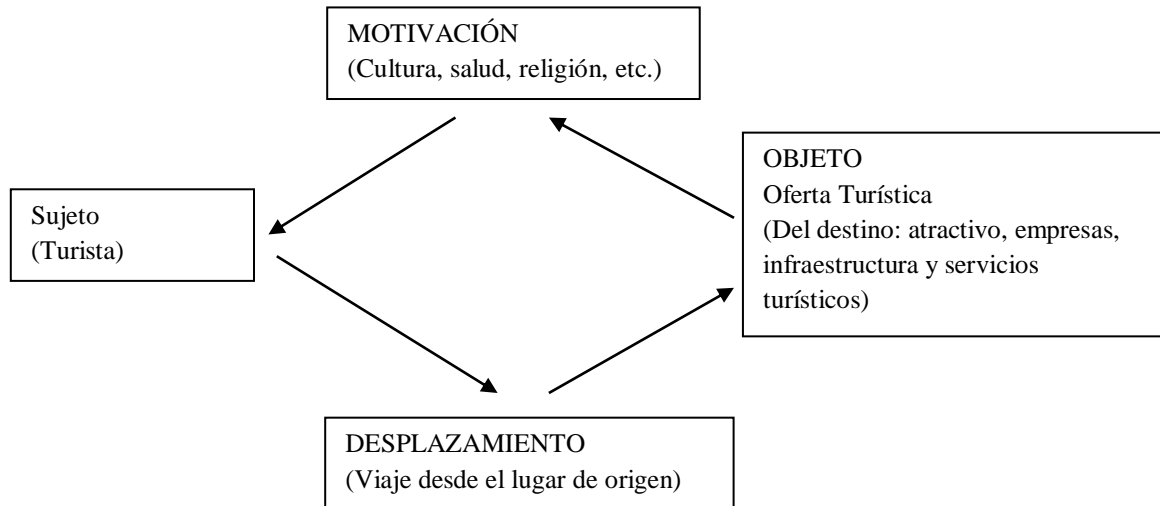 MOTIVACIÓN
(Cultura, salud, religión, etc.)
OBJETO
Oferta Turística
(Del destino: atractivo, empresas,
infraestructura y servicios
turísticos)
Sujeto
(Turista)
DESPLAZAMIENTO
(Viaje desde el lugar de origen)